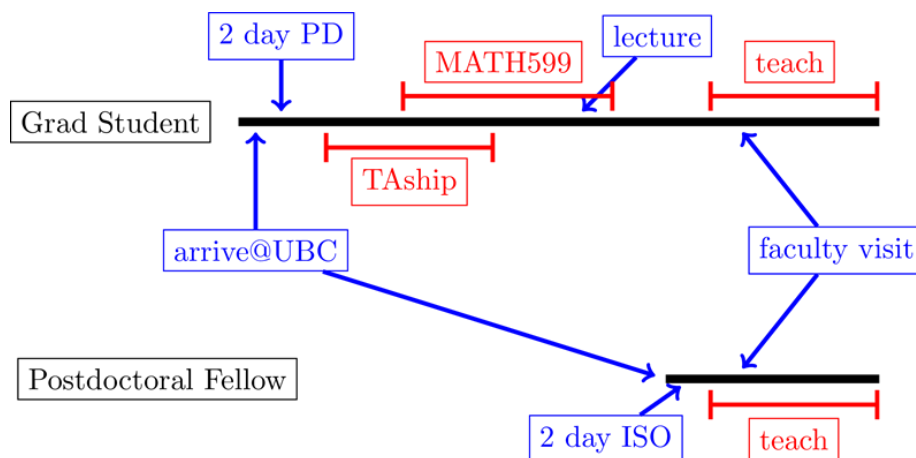 2 day PD
lecture
MATH599
teach
Grad Student
TAship
arrive@UBC
faculty visit
Postdoctoral Fellow
2 day ISO
teach